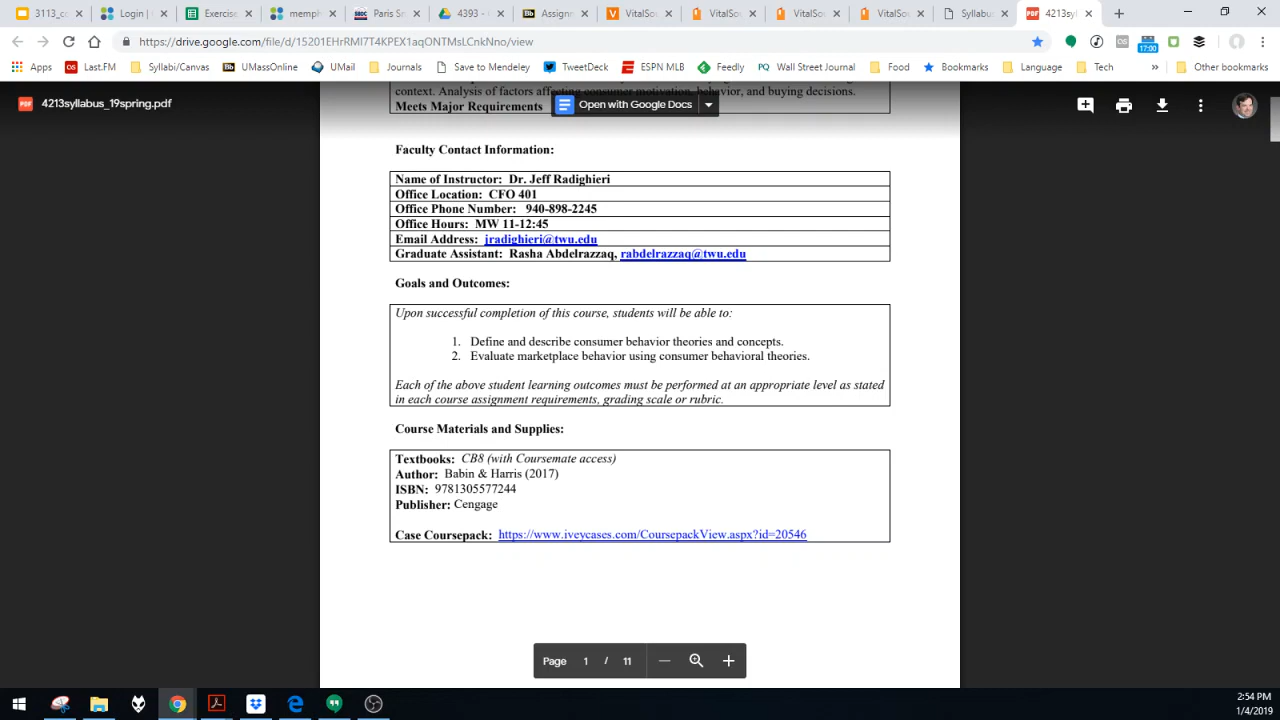 3113_c
Exercise
Login
memph
Paris Se
4393 -
Assignm
VitalSo
VitalSo
VitalSo
Syllabus
4213syl
https://drive.google.com/file/d/15201EHrRMI7T4KPEX1aqONTMsLCnkNno/view
17:00
Apps
Last.FM
Syllabi/Canvas
UMassOnline
UMail
Journals
Save to Mendeley
TweetDeck
ESPN MLB
Feedly
PQ Wall Street Journal
Food
Bookmarks
Language
Tech
»
Other bookmarks
4213syllabus_19spring.pdf
context. Analysis of factors affecting consumer motivation, behavior, and buying decisions.
Meets Major Requirements
Open with Google Docs
Faculty Contact Information:
Name of Instructor: Dr. Jeff Radighieri
Office Location: CFO 401
Office Phone Number: 940-898-2245
Office Hours: MW 11-12:45
Email Address: jradighieri@twu.edu
Graduate Assistant: Rasha Abdelrazzaq, rabdelrazzaq@twu.edu
Goals and Outcomes:
Upon successful completion of this course, students will be able to:
1. Define and describe consumer behavior theories and concepts.
2. Evaluate marketplace behavior using consumer behavioral theories.
Each of the above student learning outcomes must be performed at an appropriate level as stated
in each course assignment requirements, grading scale or rubric.
Course Materials and Supplies:
Textbooks: CB8 (with Coursemate access)
Author: Babin & Harris (2017)
ISBN: 9781305577244
Publisher: Cengage
Case Coursepack: https://www.iveycases.com/CoursepackView.aspx?id=20546
Page 1 / 11
2:54 PM
1/4/2019